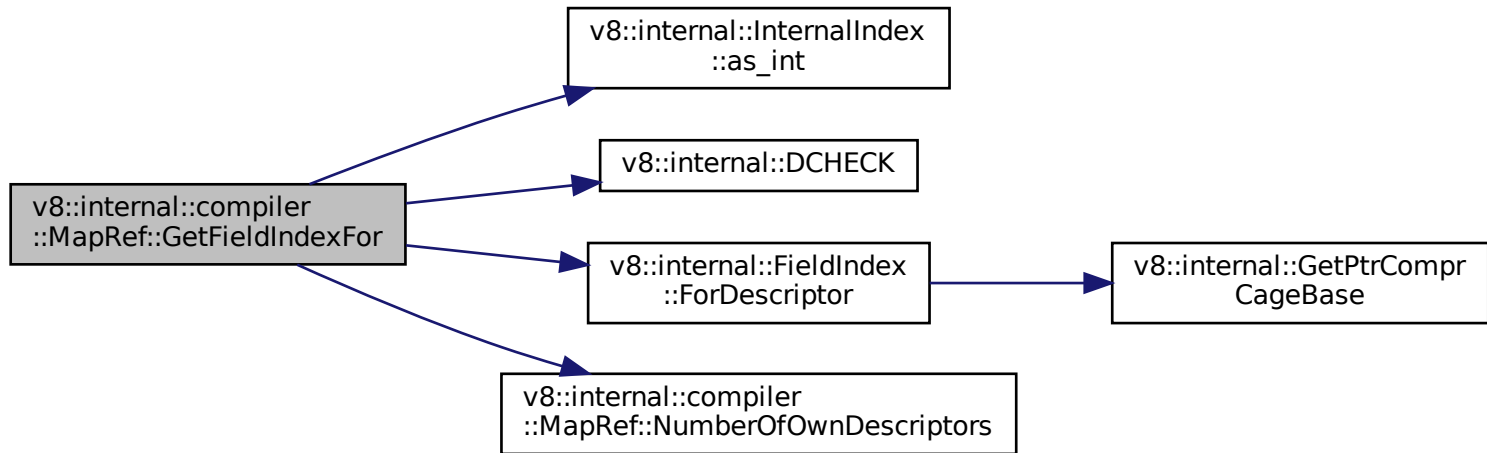 v8::internal::InternalIndex
::as_int
v8::internal::DCHECK
v8::internal::compiler
::MapRef::GetFieldIndexFor
v8::internal::FieldIndex
::ForDescriptor
v8::internal::GetPtrCompr
CageBase
v8::internal::compiler
::MapRef::NumberOfOwnDescriptors